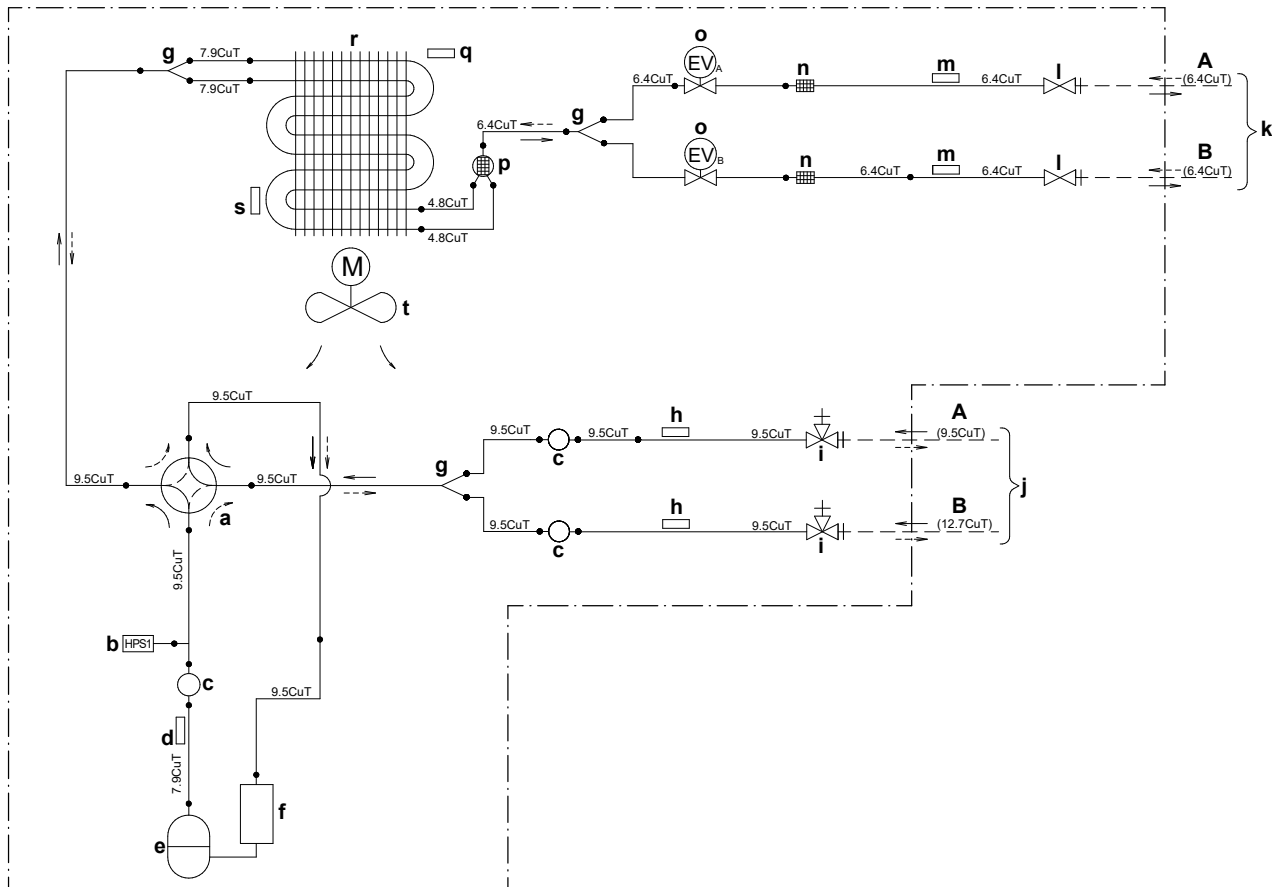 r
q
g
7.9CuT
7.9CuT
o
EV A
n
m
l
A
6.4CuT
6.4CuT
(6.4CuT)
g
6.4CuT
k
o
EV B
n
m
l
B
p
6.4CuT
6.4CuT
(6.4CuT)
s
4.8CuT
4.8CuT
M
t
9.5CuT
h
A
9.5CuT
9.5CuT
9.5CuT
(9.5CuT)
c
i
g
9.5CuT
9.5CuT
a
j
h
B
9.5CuT
9.5CuT
(12.7CuT)
c
i
9.5CuT
b
HPS1
c
9.5CuT
d
7.9CuT
f
e